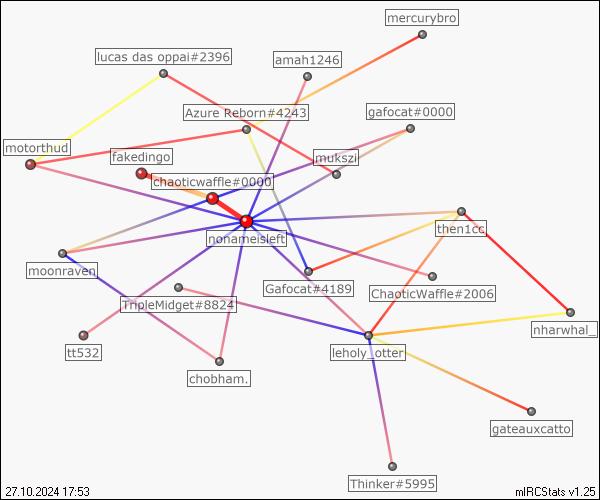 mercurybro
lucas das oppai#2396
amah1246
Azure Reborn#4243
gafocat#0000
motorthud
fakedingo
mukszi
chaoticwaffle#0000
then1cc
nonameisleft
moonraven
Gafocat#4189
ChaoticWaffle#2006
TripleMidget#8824
nharwhal_
tt532
leholy_otter
chobham.
gateauxcatto
Thinker#5995
27.10.2024 17:53
mIRCStats v1.25